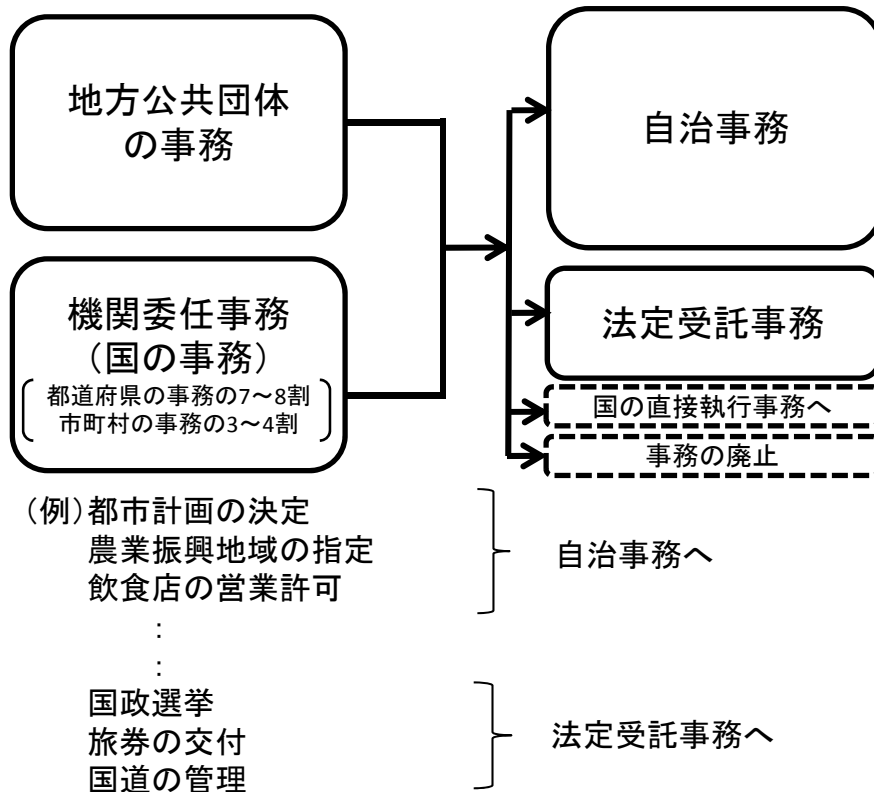 地方公共団体
の事務
機関委任事務
（国の事務）
都道府県の事務の7～8割
市町村の事務の3～4割
自治事務
法定受託事務
国の直接執行事務へ
事務の廃止
（例）都市計画の決定
農業振興地域の指定
飲食店の営業許可
：
：
自治事務へ
国政選挙
旅券の交付
国道の管理
法定受託事務へ